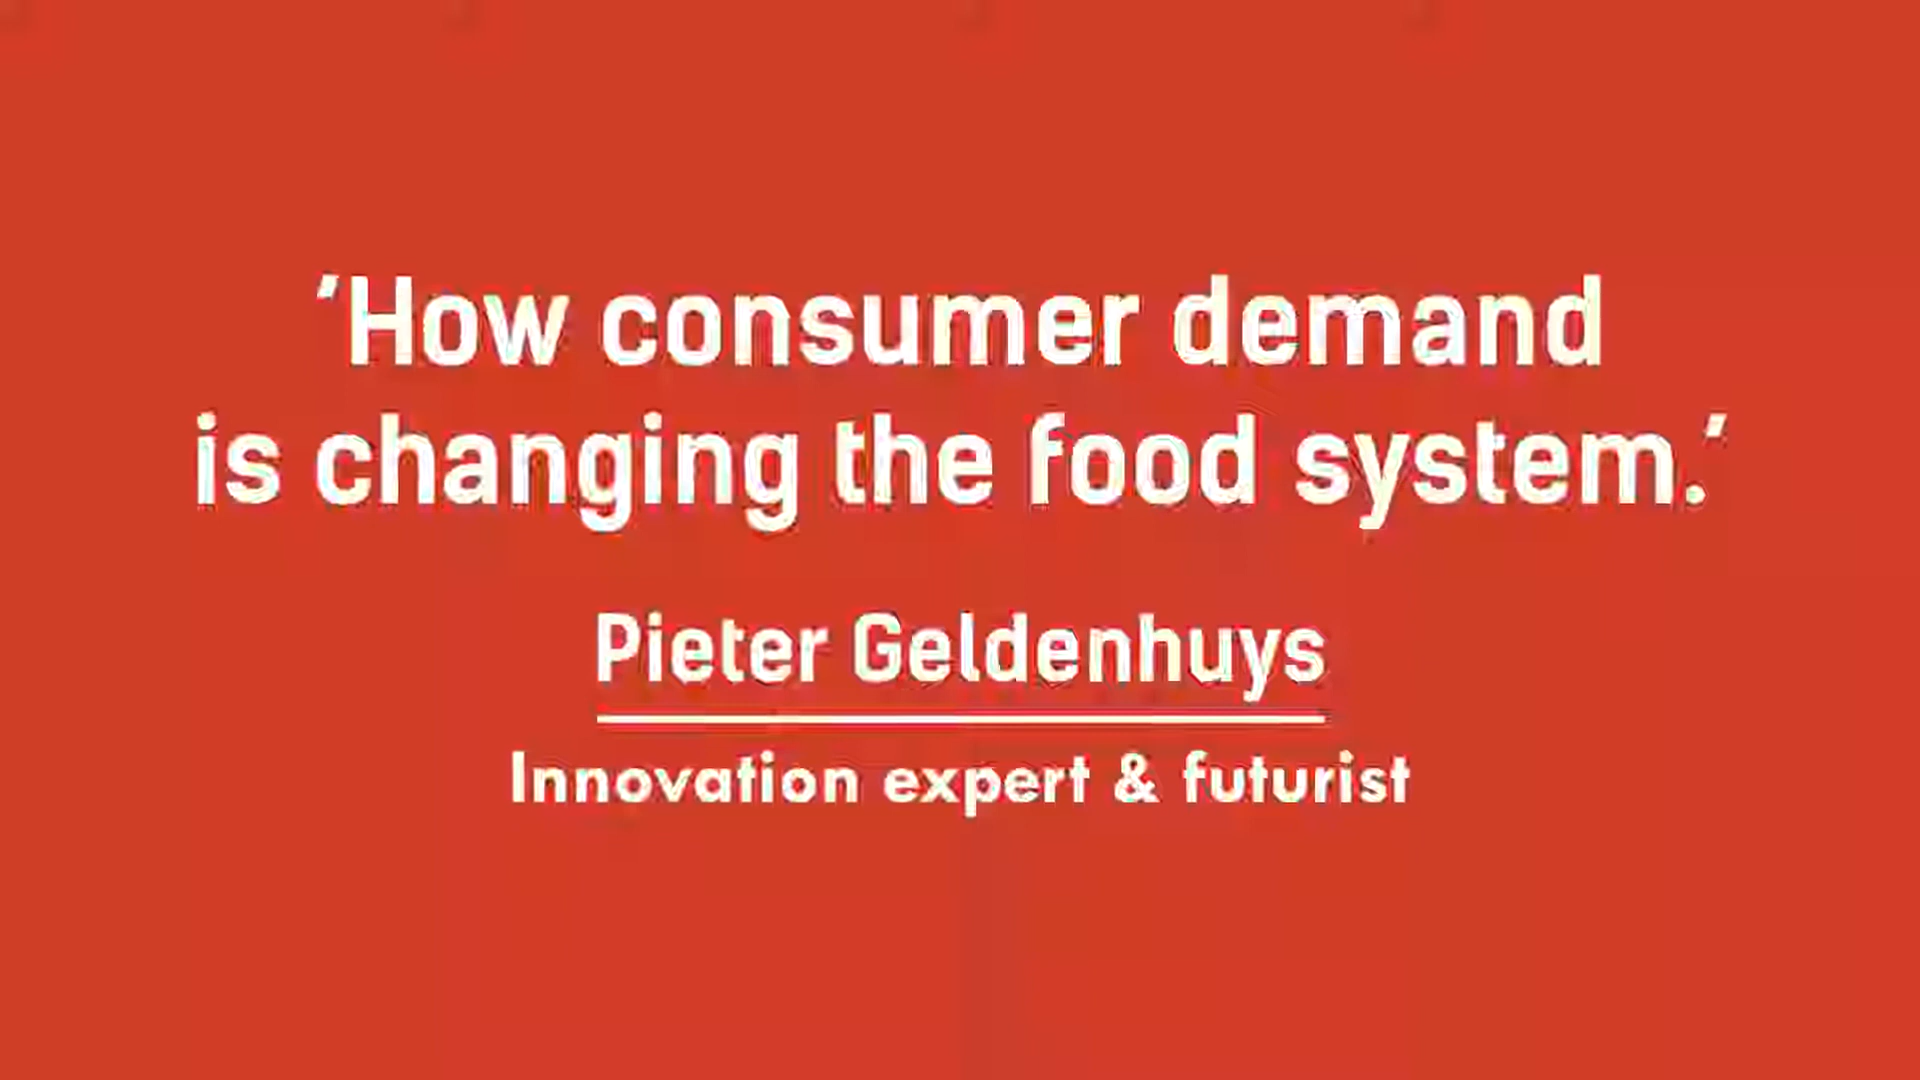 'How consumer demand
is changing the food system.'
Pieter Geldenhuys
Innovation expert & futurist